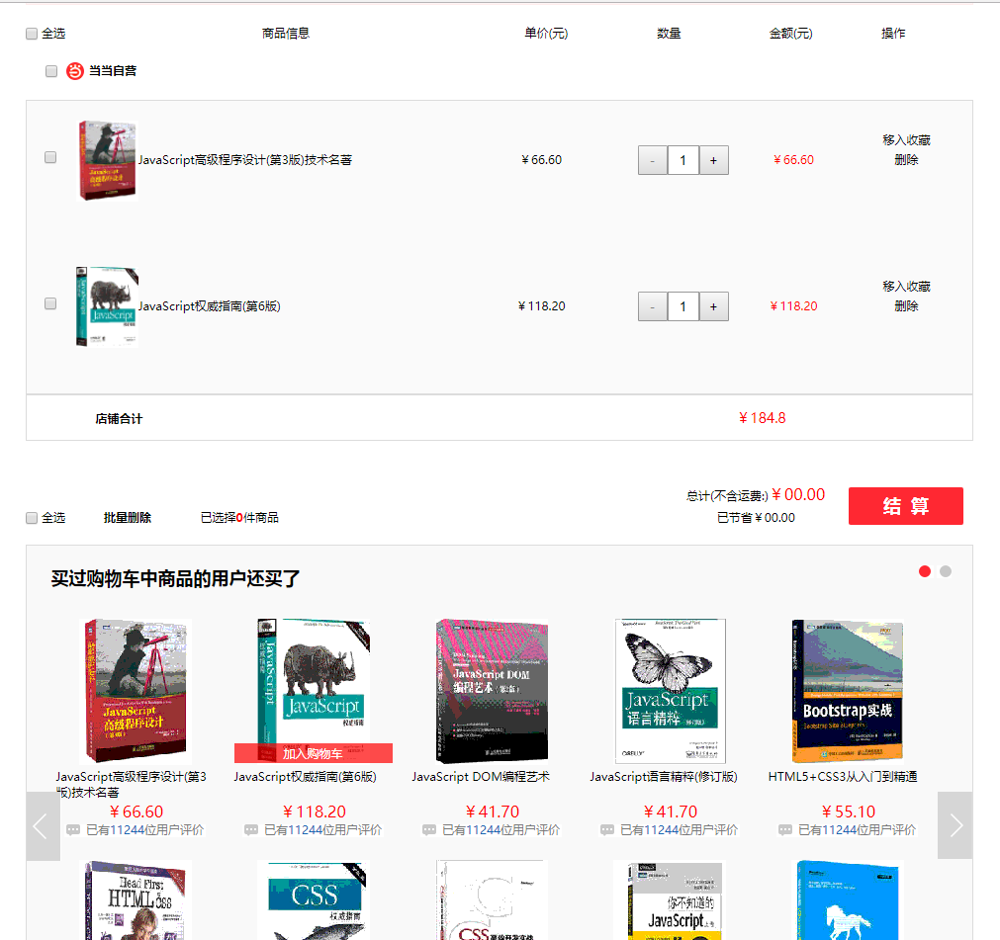 全选 商品信息 单价(元) 数量 金额(元) 操作
当当自营
移入收藏
JavaScript高级程序设计(第3版)技术名著 ¥66.60 - 1 + ¥66.60
删除
移入收藏
JavaScript权威指南(第6版) ¥118.20 - 1 + ¥118.20
删除
店铺合计 ¥184.8
总计(不含运费:)¥00.00
结 算
全选 批量删除 已选择0件商品 已节省¥00.00
买过购物车中商品的用户还买了
JavaScript
高级程序设计
JavaScript
权威指南
JavaScript DOM
编程艺术
JavaScript
语言精粹
O'REILLY
Bootstrap实战
Bootstrap Site Blueprints
加入购物车
JavaScript高级程序设计(第3版)技术名著
¥66.60
已有11244位用户评价
JavaScript权威指南(第6版)
¥118.20
已有11244位用户评价
JavaScript DOM编程艺术
¥41.70
已有11244位用户评价
JavaScript语言精粹(修订版)
¥41.70
已有11244位用户评价
HTML5+CSS3从入门到精通
¥55.10
已有11244位用户评价
Head First
HTML CSS
CSS
权威指南
CSS
你不知道的
JavaScript